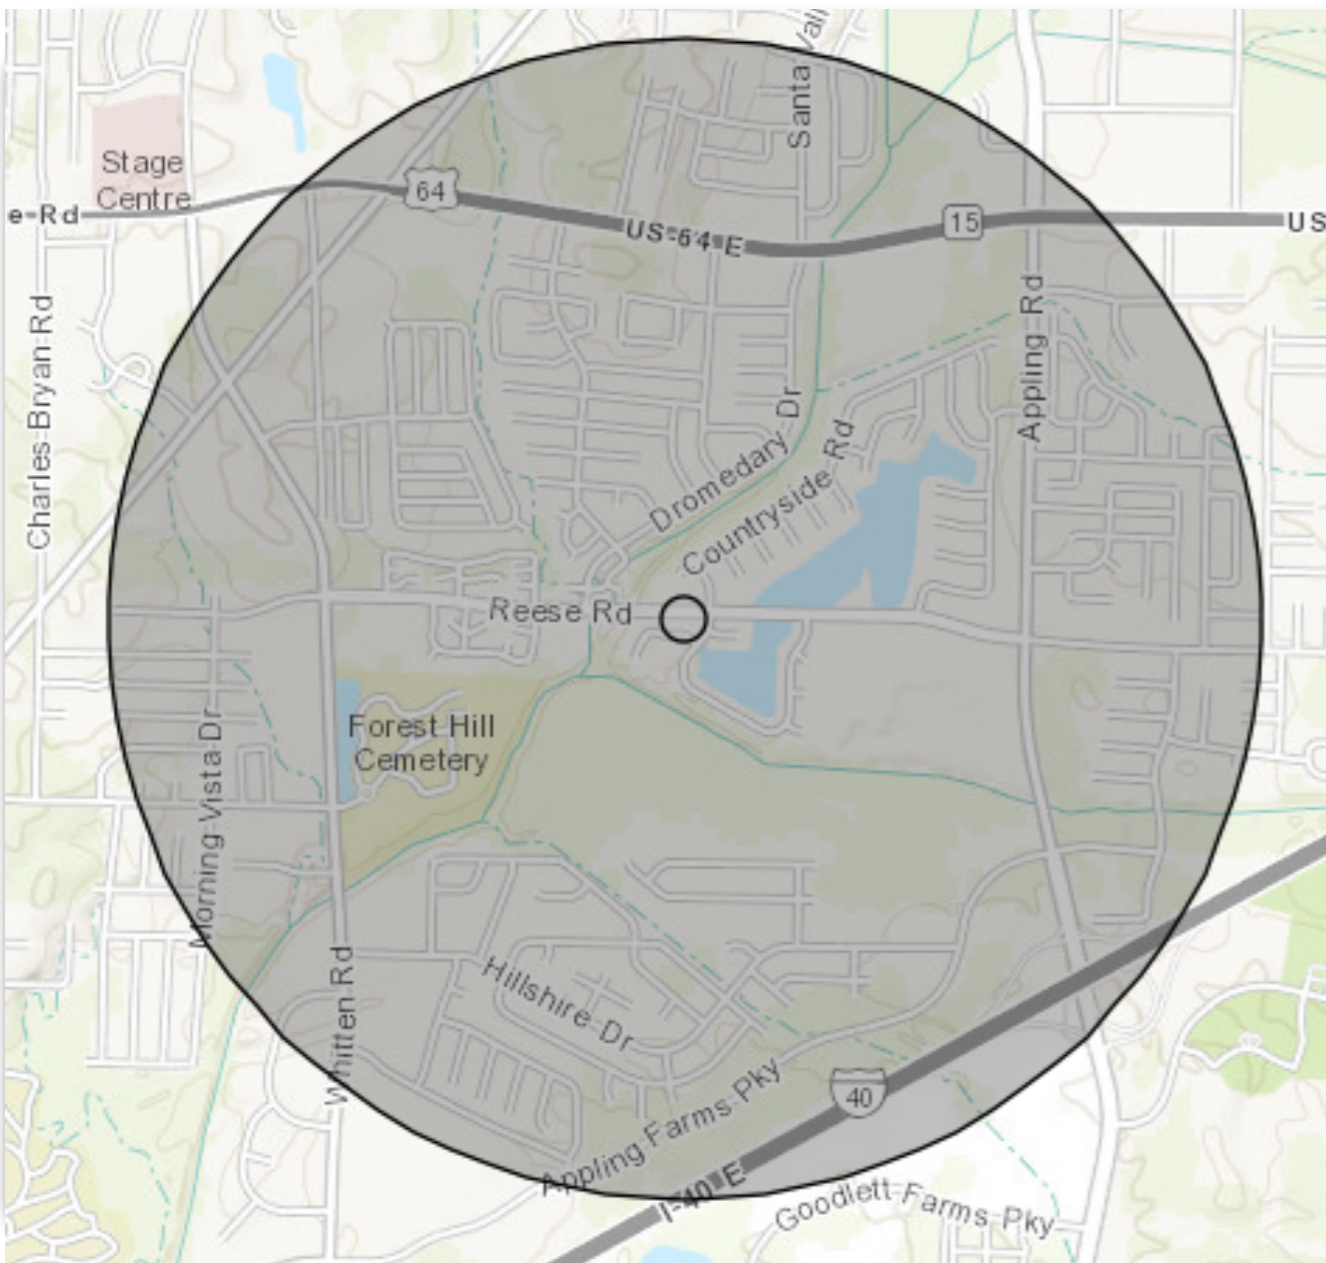 Santa Vall
Stage
Centre
64
e-Rd
US-64 E
15
US
Charles-Bryan-Rd
Appling-Rd
Dromedary Dr
Countryside Rd
Reese Rd
Forest Hill
Cemetery
Morning Vista-Dr
Whitten-Rd
Hillshire-Dr
Appling-Farms-Pky
40
I-40 E
Goodlett-Farms-Pky